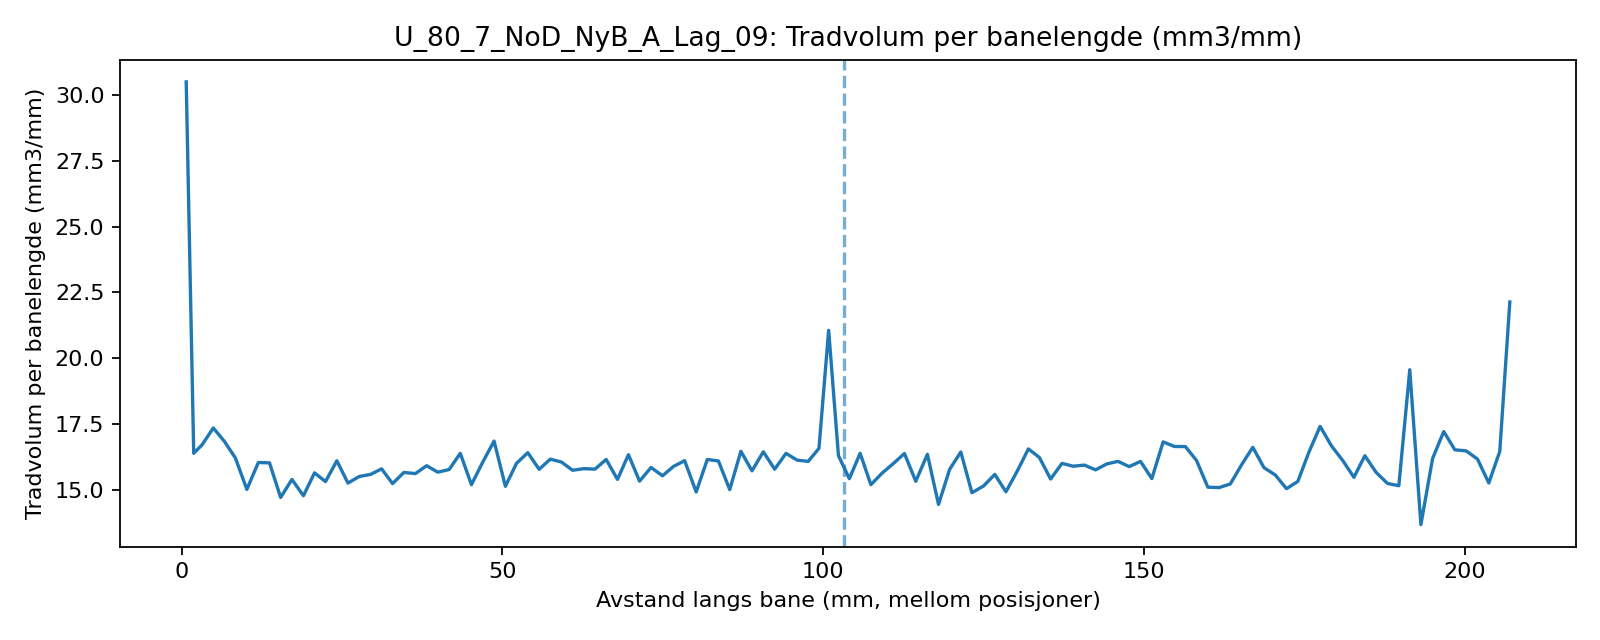 U_80_7_NoD_NyB_A_Lag_09: Tradvolum per banelengde (mm3/mm)
Tradvolum per banelengde (mm3/mm)
30.0
27.5
25.0
22.5
20.0
17.5
15.0
0 50 100 150 200
Avstand langs bane (mm, mellom posisjoner)